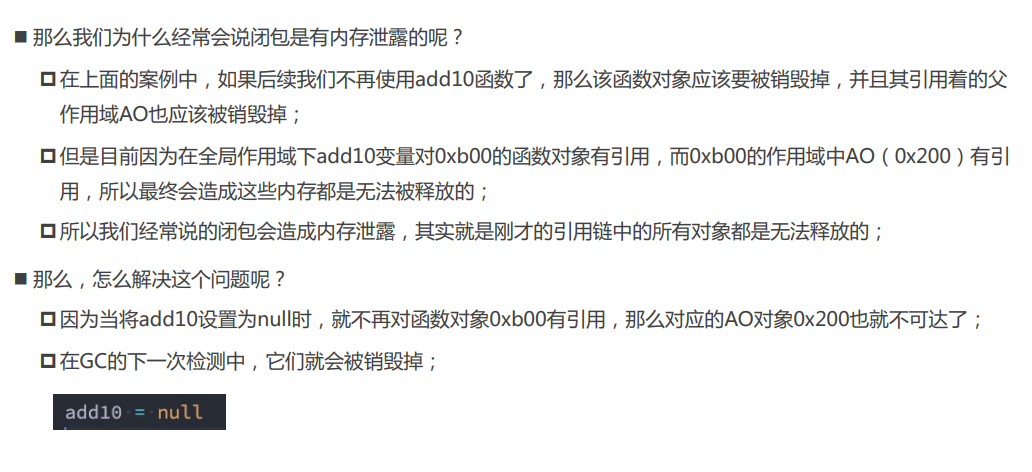 ■ 那么我们为什么经常会说闭包是有内存泄露的呢？
在上面的案例中，如果后续我们不再使用add10函数了，那么该函数对象应该要被销毁掉，并且其引用着的父
作用域AO也应该被销毁掉；
但是目前因为在全局作用域下add10变量对0xb00的函数对象有引用，而0xb00的作用域中AO（0x200）有引
用，所以最终会造成这些内存都是无法被释放的；
所以我们经常说的闭包会造成内存泄露，其实就是刚才的引用链中的所有对象都是无法释放的；
■ 那么，怎么解决这个问题呢？
因为当将add10设置为null时，就不再对函数对象0xb00有引用，那么对应的AO对象0x200也就不可达了；
在GC的下一次检测中，它们就会被销毁掉；
add10 = null